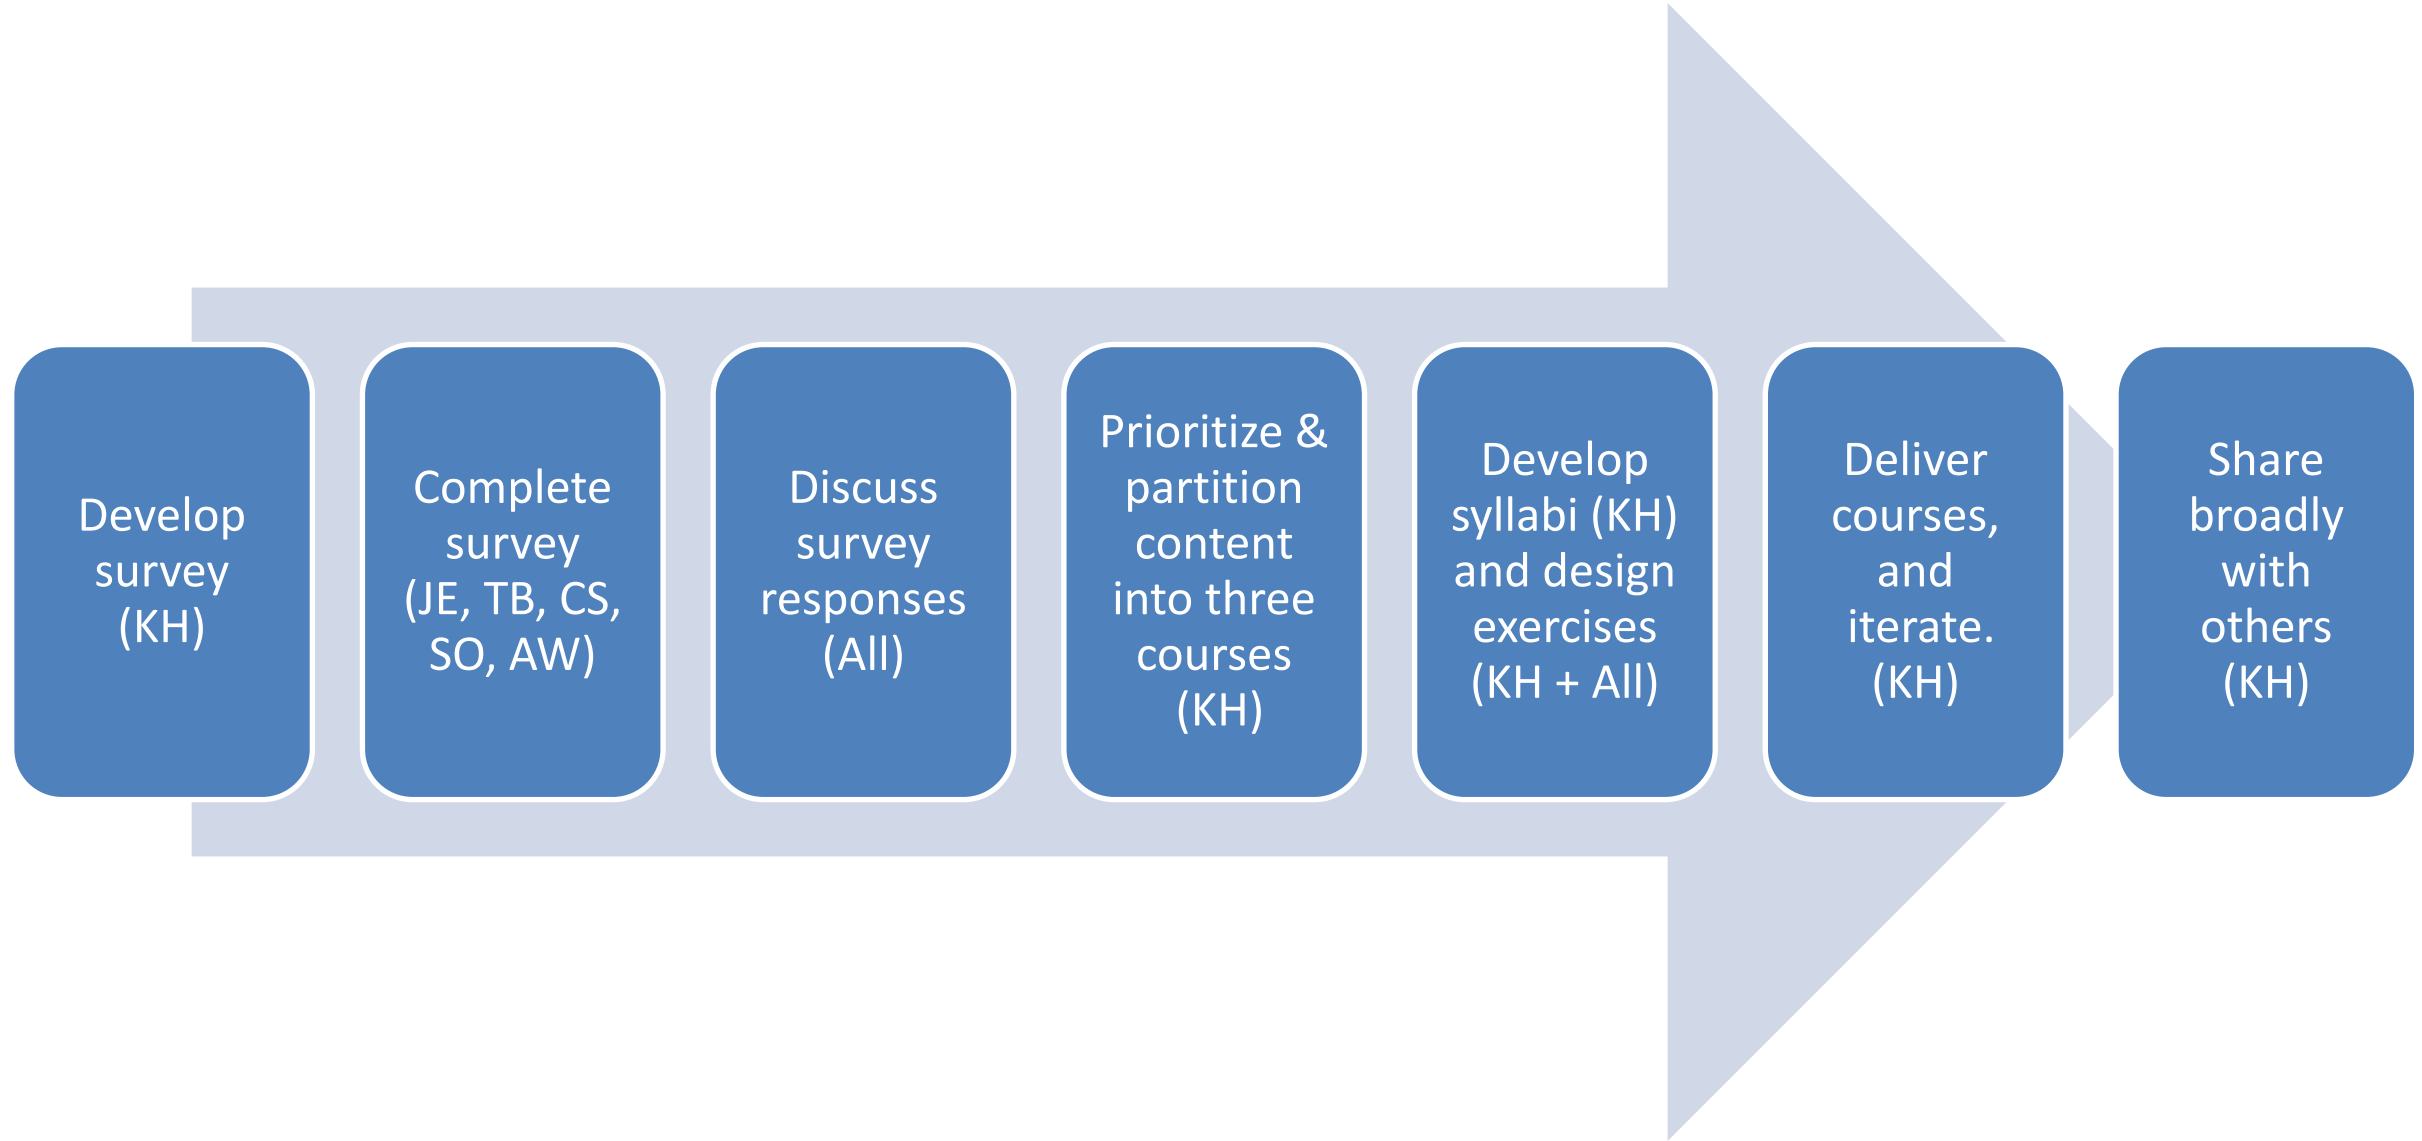 Develop
survey
(KH)
Complete
survey
(JE, TB, CS,
SO, AW)
Discuss
survey
responses
(All)
Prioritize &
partition
content
into three
courses
(KH)
Develop
syllabi (KH)
and design
exercises
(KH + All)
Deliver
courses,
and
iterate.
(KH)
Share
broadly
with
others
(KH)